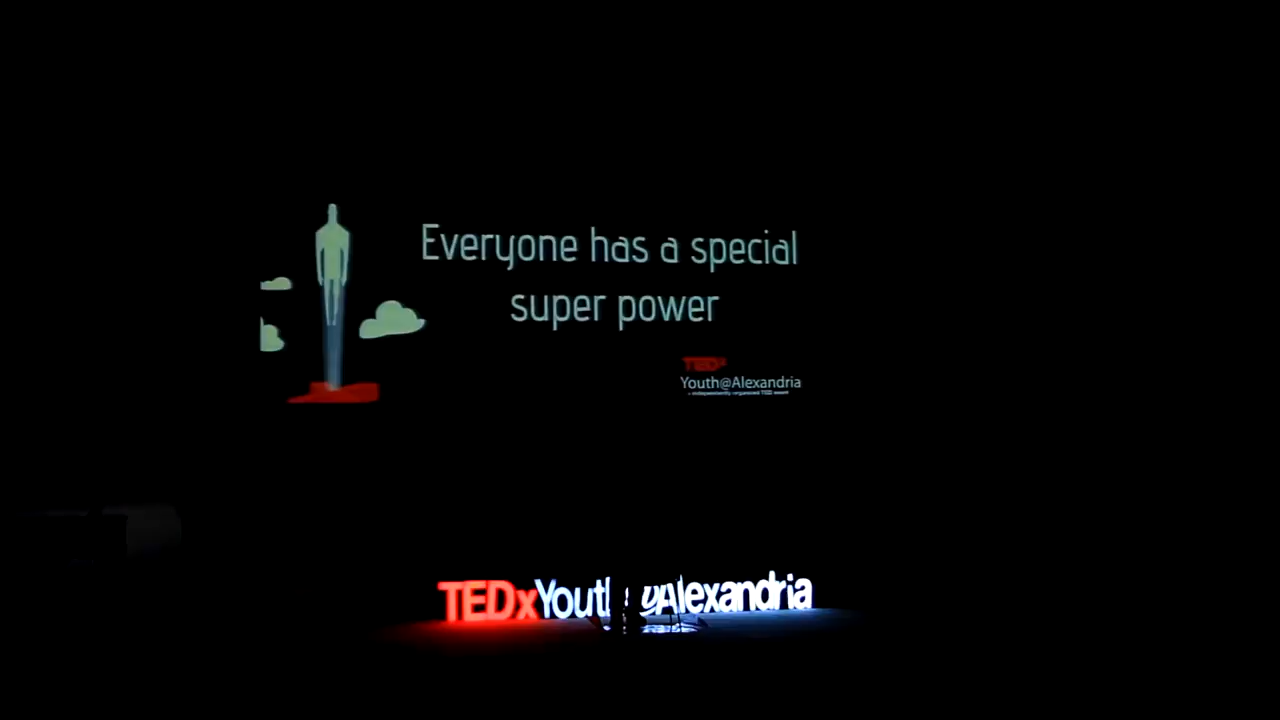 Everyone has a special
super power
TEDx
Youth@Alexandria
TEDxYouth@Alexandria